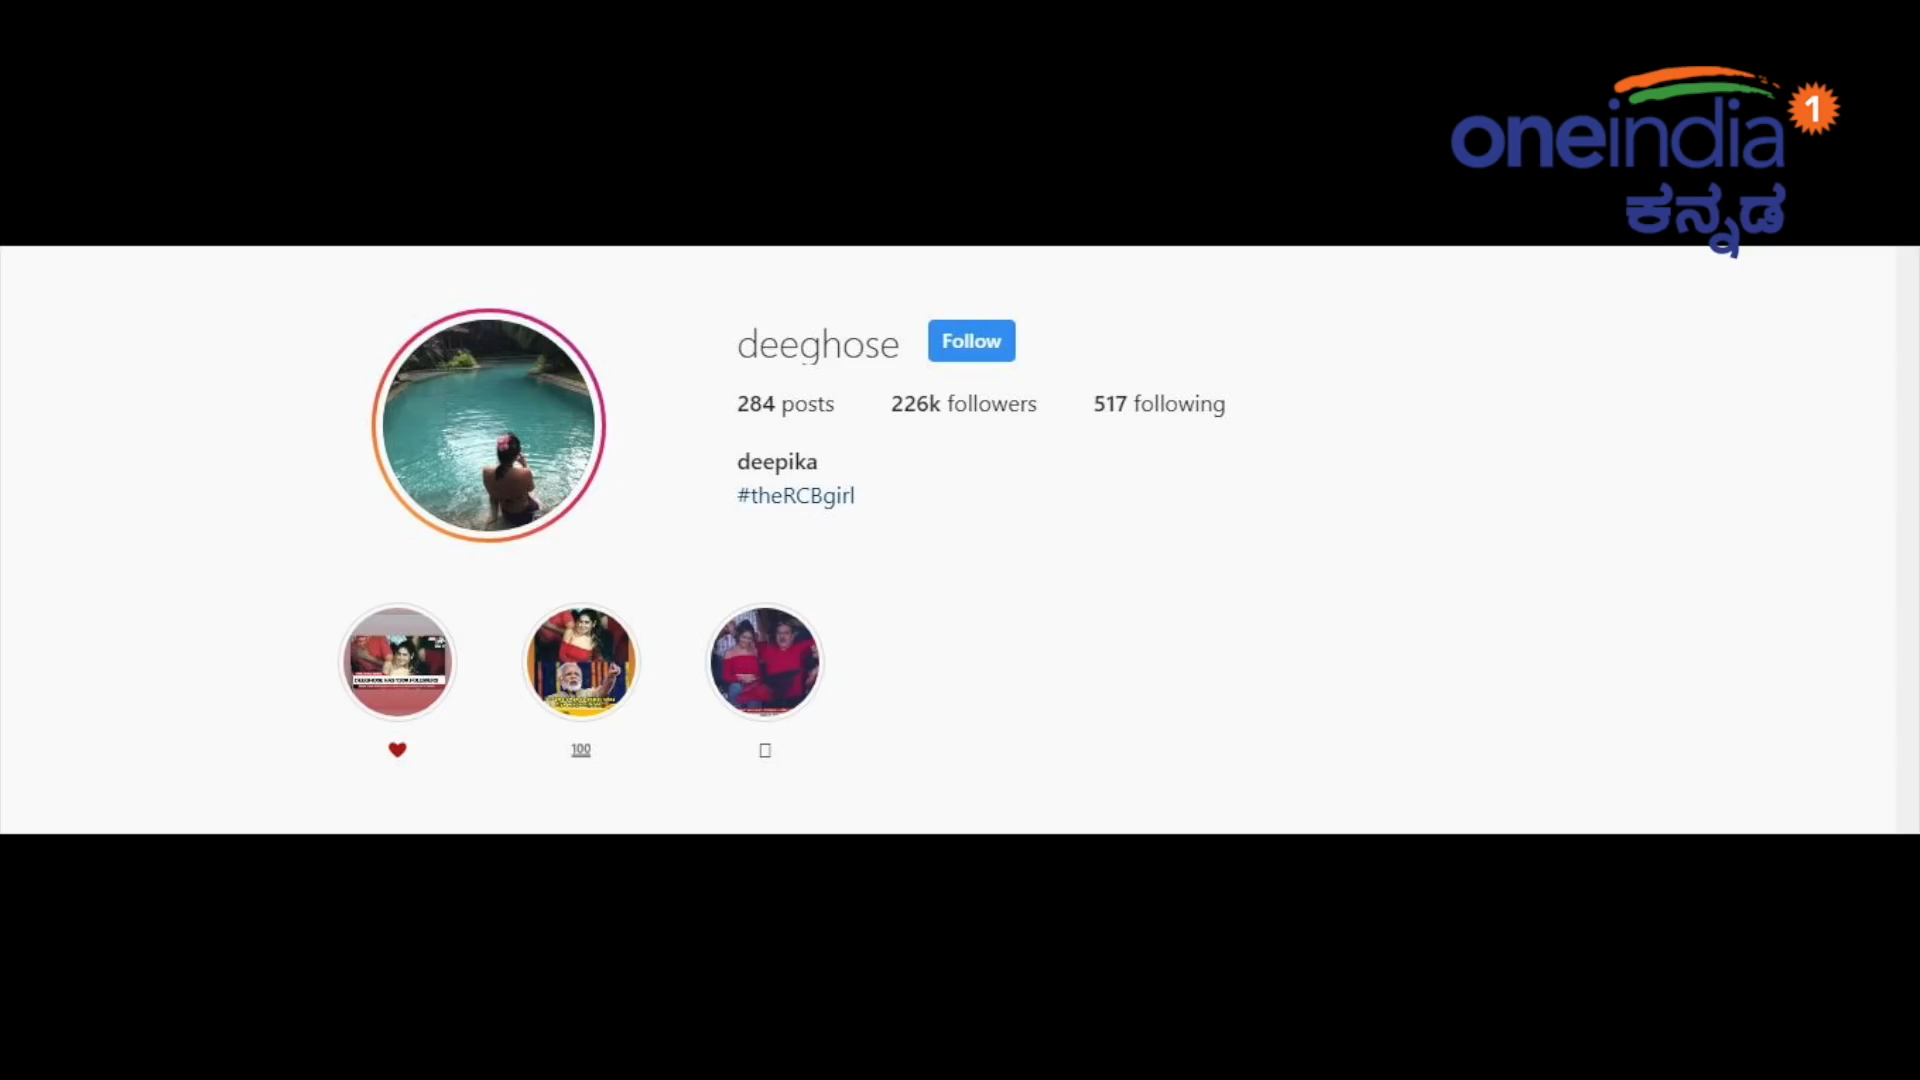 oneindia 1
ಕನ್ನಡ
deeghose Follow
284 posts 226k followers 517 following
deepika
#theRCBgirl
100